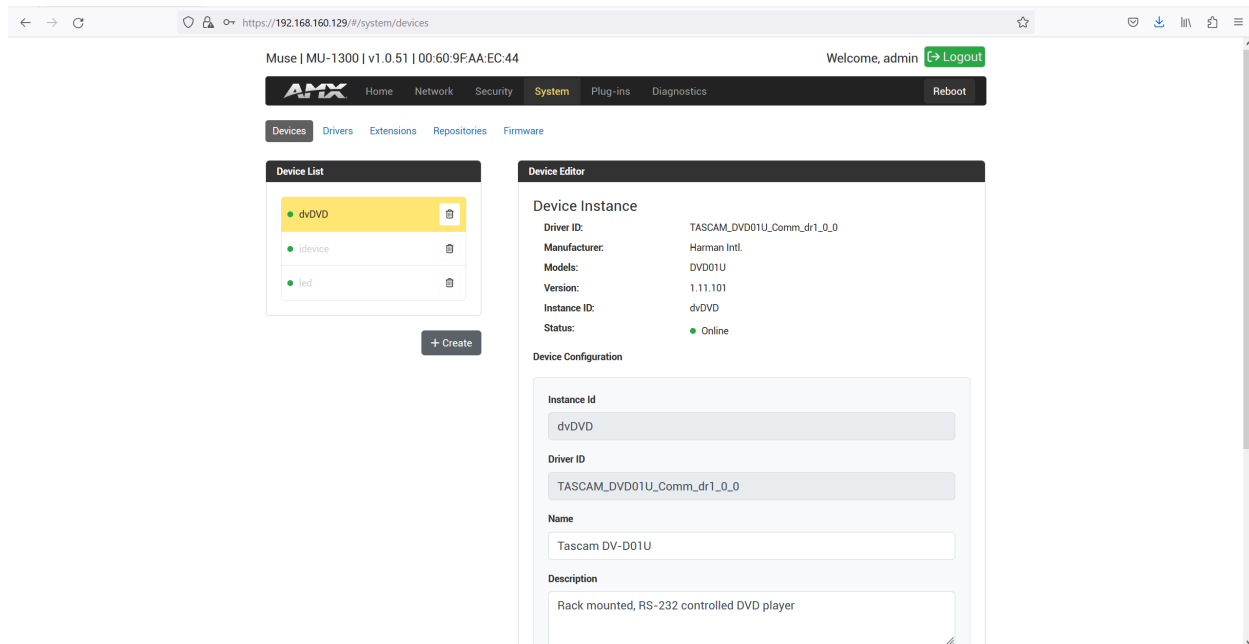 https://192.168.160.129/#/system/devices
Muse | MU-1300 | v1.0.51 | 00:60:9F:AA:EC:44
Welcome, admin
Logout
AMX
Home
Network
Security
System
Plug-ins
Diagnostics
Reboot
Devices
Drivers
Extensions
Repositories
Firmware
Device List
dvDVD
idevice
led
+ Create
Device Editor
Device Instance
Driver ID: TASCAM_DVD01U_Comm_dr1_0_0
Manufacturer: Harman Intl.
Models: DVD01U
Version: 1.11.101
Instance ID: dvDVD
Status: Online
Device Configuration
Instance Id
dvDVD
Driver ID
TASCAM_DVD01U_Comm_dr1_0_0
Name
Tascam DV-D01U
Description
Rack mounted, RS-232 controlled DVD player